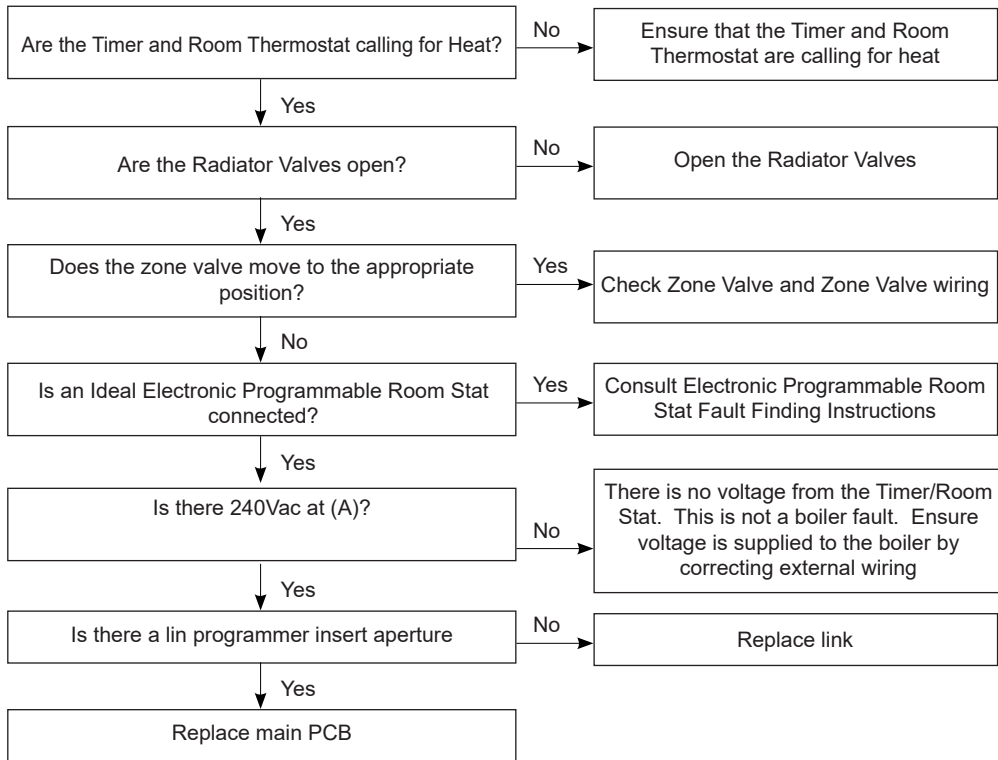 Are the Timer and Room Thermostat calling for Heat?
No
Ensure that the Timer and Room
Thermostat are calling for heat
Yes
Are the Radiator Valves open?
No
Open the Radiator Valves
Yes
Does the zone valve move to the appropriate
position?
Yes
Check Zone Valve and Zone Valve wiring
No
Is an Ideal Electronic Programmable Room Stat
connected?
Yes
Consult Electronic Programmable Room
Stat Fault Finding Instructions
Yes
Is there 240Vac at (A)?
No
There is no voltage from the Timer/Room
Stat. This is not a boiler fault. Ensure
voltage is supplied to the boiler by
correcting external wiring
Yes
Is there a lin programmer insert aperture
No
Replace link
Yes
Replace main PCB